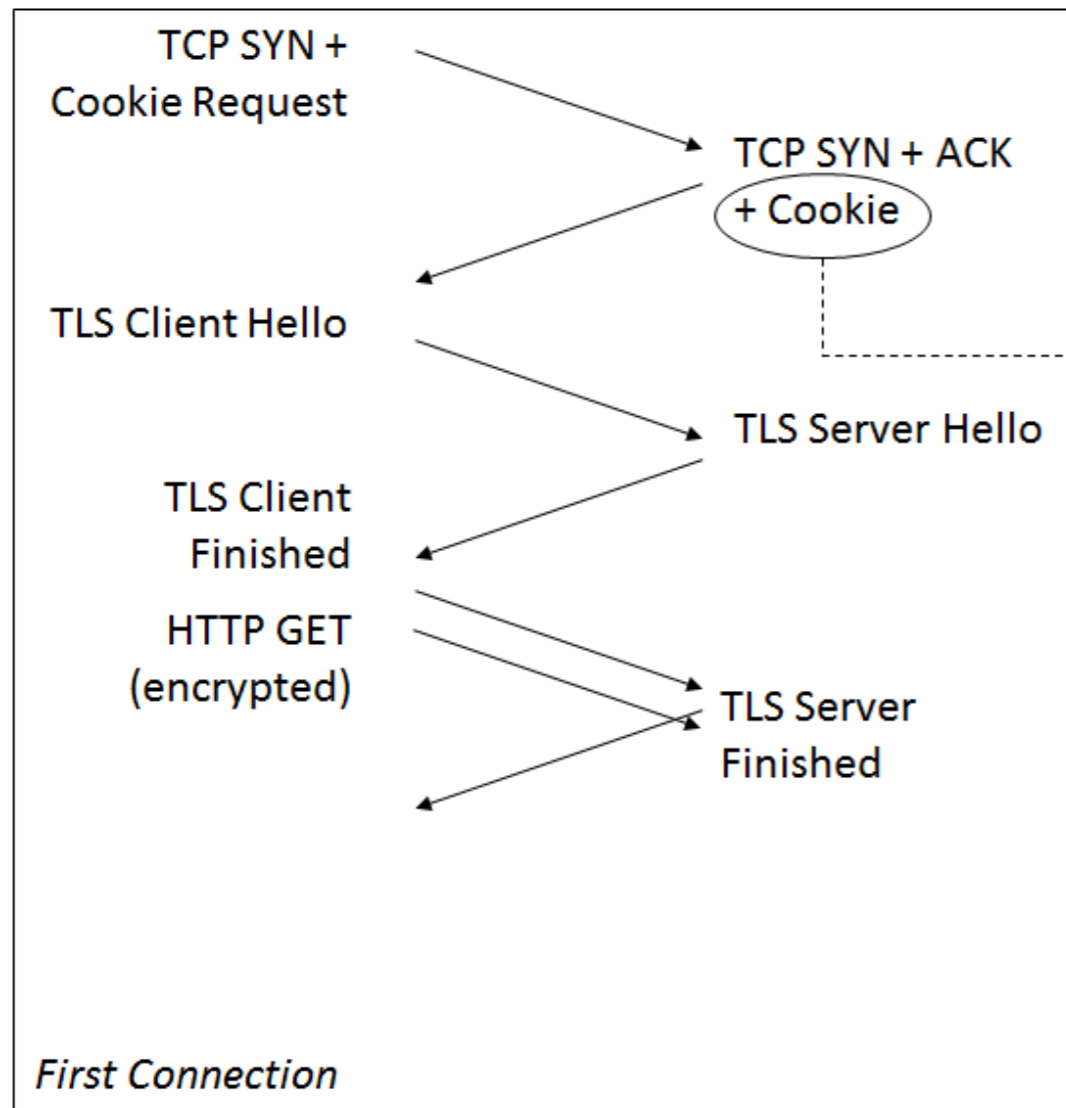 TCP SYN +
Cookie Request
TCP SYN + ACK
+ Cookie
TLS Client Hello
TLS Server Hello
TLS Client
Finished
HTTP GET
(encrypted)
TLS Server
Finished
First Connection